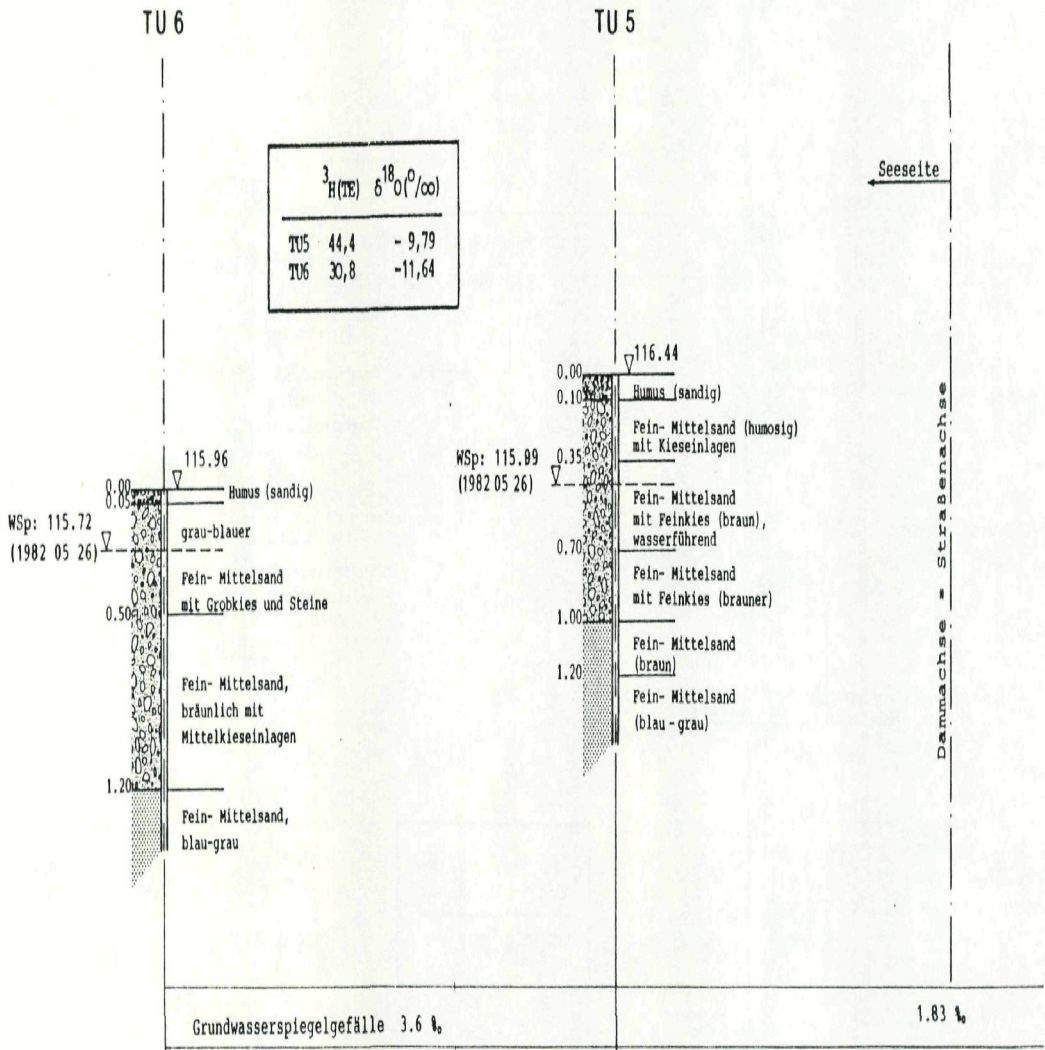 TU 6
TU 5
Seeseite
³H(TE) δ¹⁸O(°/oo)
TU5 44,4 - 9,79
TU6 30,8 -11,64
116.44
0.00
0.10
Humus (sandig)
Fein- Mittelsand (humosig)
mit Kieseinlagen
0.35
WSp: 115.99
(1982 05 26)
Fein- Mittelsand
mit Feinkies (braun),
wasserführend
0.70
Fein- Mittelsand
mit Feinkies (brauner)
1.00
Fein- Mittelsand
(braun)
1.20
Fein- Mittelsand
(blau-grau)
115.96
0.00
0.05
Humus (sandig)
WSp: 115.72
(1982 05 26)
grau-blauer
Fein- Mittelsand
mit Grobkies und Steine
0.50
Fein- Mittelsand,
bräunlich mit
Mittelkieseinlagen
1.20
Fein- Mittelsand,
blau-grau
Dammachse = Straßenachse
Grundwasserspiegelgefälle 3.6 ‰
1.83 ‰